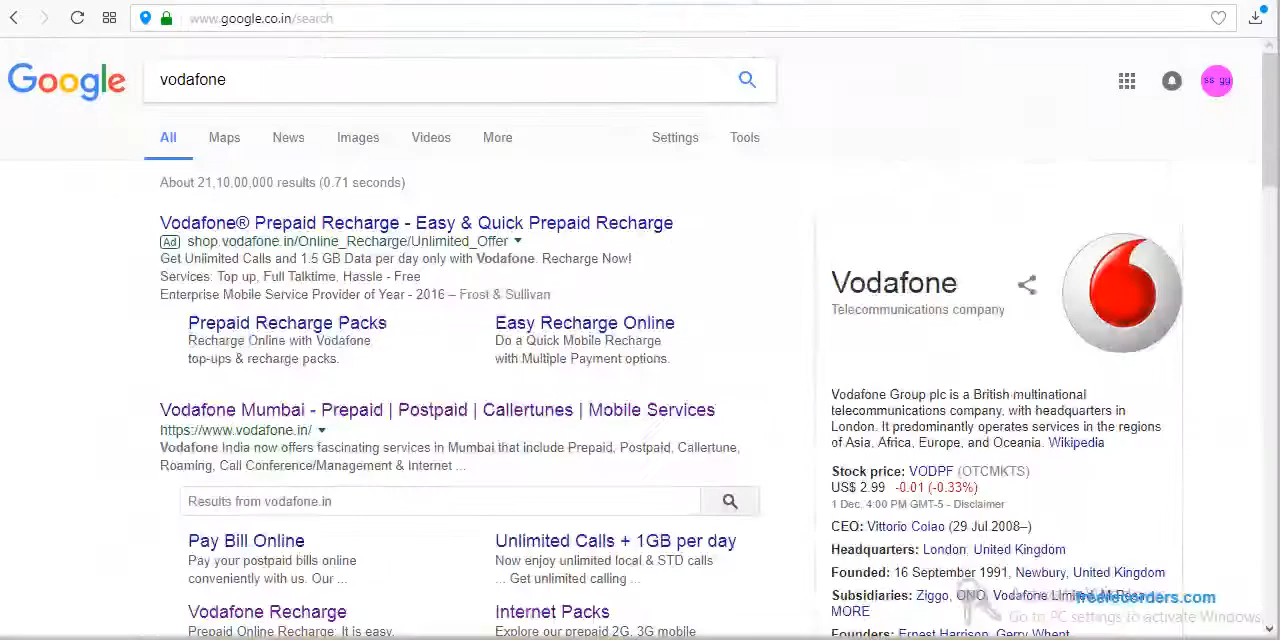 www.google.co.in/search
Google
vodafone
ss gg
All Maps News Images Videos More Settings Tools
About 21,10,00,000 results (0.71 seconds)
Vodafone® Prepaid Recharge - Easy & Quick Prepaid Recharge
Ad shop.vodafone.in/Online_Recharge/Unlimited_Offer
Get Unlimited Calls and 1.5 GB Data per day only with Vodafone. Recharge Now!
Services: Top up, Full Talktime, Hassle - Free
Enterprise Mobile Service Provider of Year - 2016 – Frost & Sullivan
Prepaid Recharge Packs
Recharge Online with Vodafone
top-ups & recharge packs.
Easy Recharge Online
Do a Quick Mobile Recharge
with Multiple Payment options.
Vodafone Mumbai - Prepaid | Postpaid | Callertunes | Mobile Services
https://www.vodafone.in/
Vodafone India now offers fascinating services in Mumbai that include Prepaid, Postpaid, Callertune,
Roaming, Call Conference/Management & Internet ...
Results from vodafone.in
Pay Bill Online
Pay your postpaid bills online
conveniently with us. Our ...
Unlimited Calls + 1GB per day
Now enjoy unlimited local & STD calls
... Get unlimited calling ...
Vodafone Recharge
Prepaid Online Recharge: It is easy,
Internet Packs
Explore our prepaid 2G, 3G mobile
Vodafone
Telecommunications company
Vodafone Group plc is a British multinational
telecommunications company, with headquarters in
London. It predominantly operates services in the regions
of Asia, Africa, Europe, and Oceania. Wikipedia
Stock price: VODPF (OTCMKTS)
US$ 2.99 -0.01 (-0.33%)
1 Dec, 4:00 PM GMT-5 - Disclaimer
CEO: Vittorio Colao (29 Jul 2008–)
Headquarters: London, United Kingdom
Founded: 16 September 1991, Newbury, United Kingdom
Subsidiaries: Ziggo, ONO, Vodafone Limited,
MORE
Founders: Ernest Harrison, Gerry Whent
Go to PC settings to activate Windows.